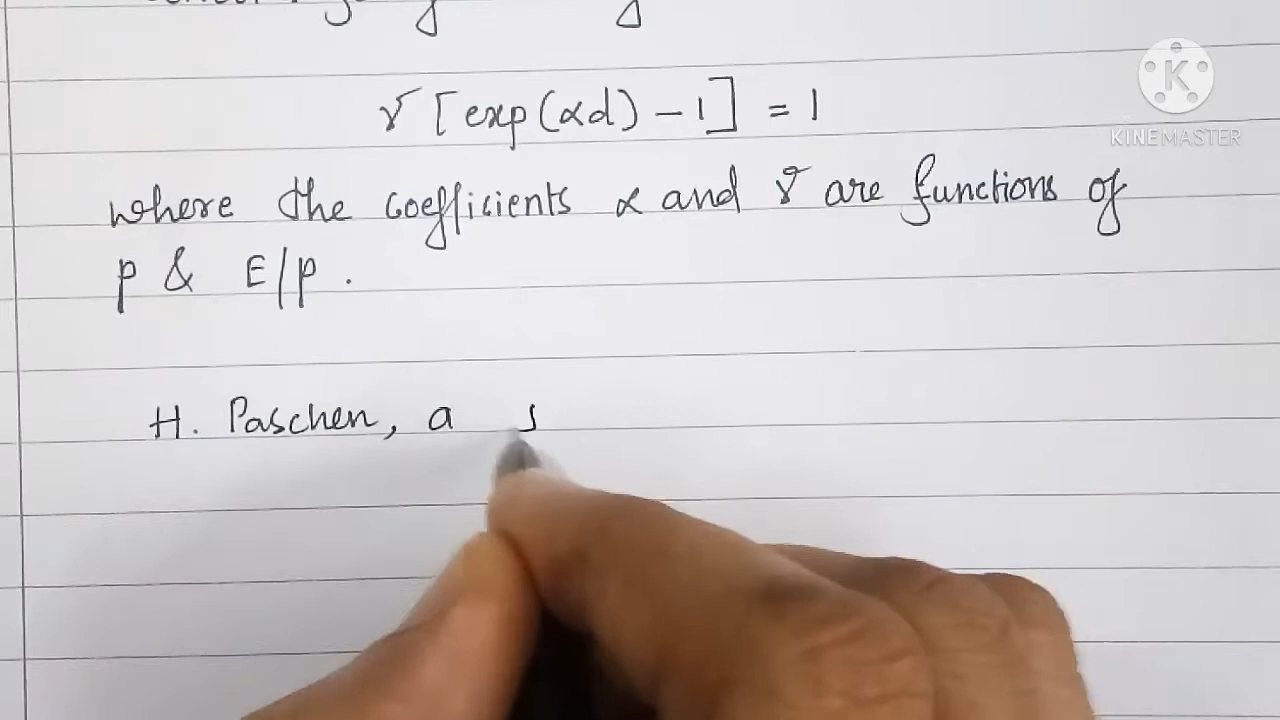 γ [exp(αd) - 1] = 1
where the coefficients α and γ are functions of
p & E/p.
H. Paschen, a s
K
KINEMASTER